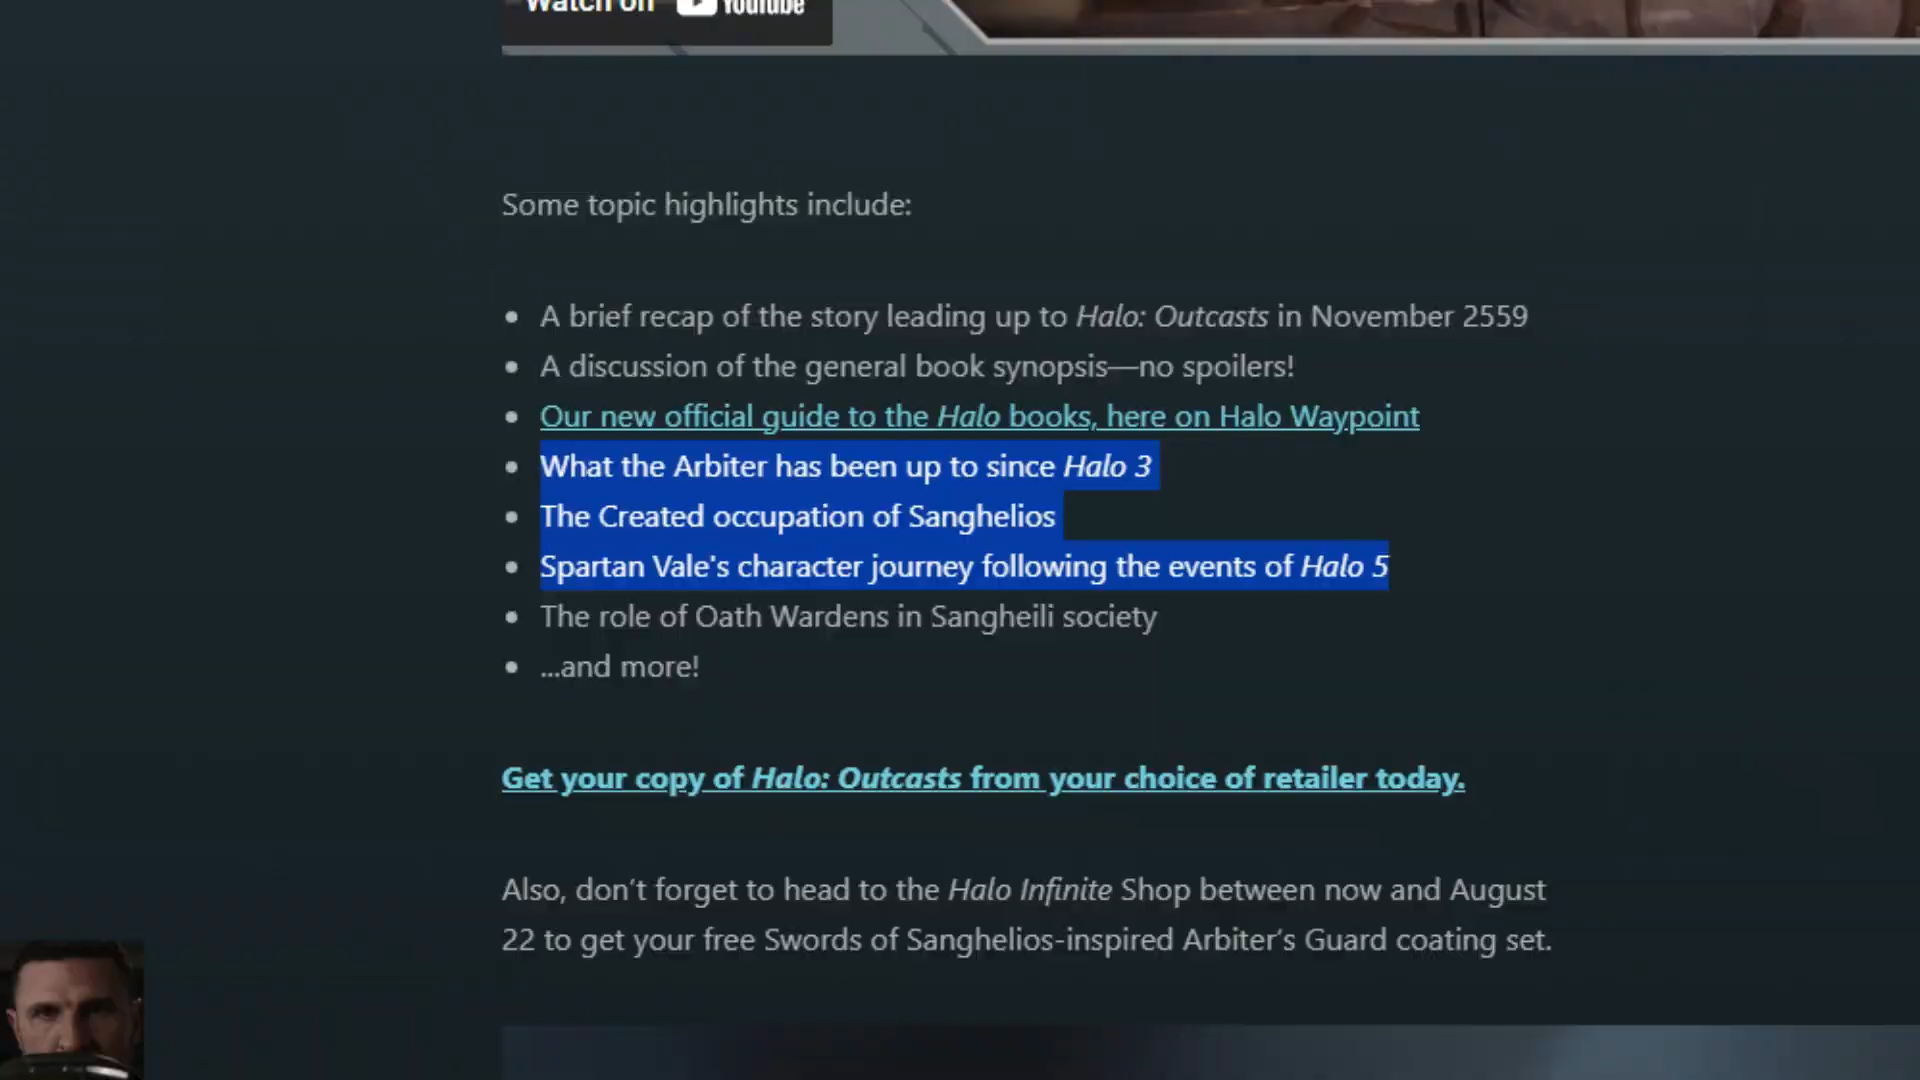 Watch on YouTube
Some topic highlights include:
• A brief recap of the story leading up to Halo: Outcasts in November 2559
• A discussion of the general book synopsis—no spoilers!
• Our new official guide to the Halo books, here on Halo Waypoint
• What the Arbiter has been up to since Halo 3
• The Created occupation of Sanghelios
• Spartan Vale's character journey following the events of Halo 5
• The role of Oath Wardens in Sangheili society
• ...and more!
Get your copy of Halo: Outcasts from your choice of retailer today.
Also, don’t forget to head to the Halo Infinite Shop between now and August
22 to get your free Swords of Sanghelios-inspired Arbiter’s Guard coating set.